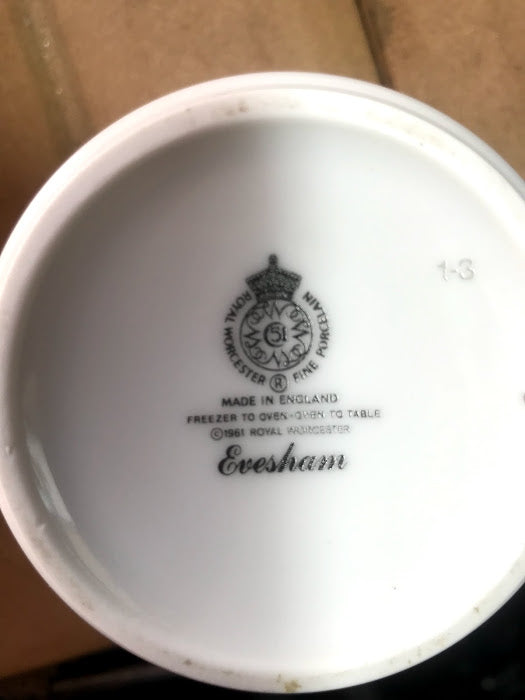 1-3
ROYAL WORCESTER ® FINE PORCELAIN
51
MADE IN ENGLAND
FREEZER TO OVEN-OVEN TO TABLE
©1961 ROYAL WORCESTER
Evesham